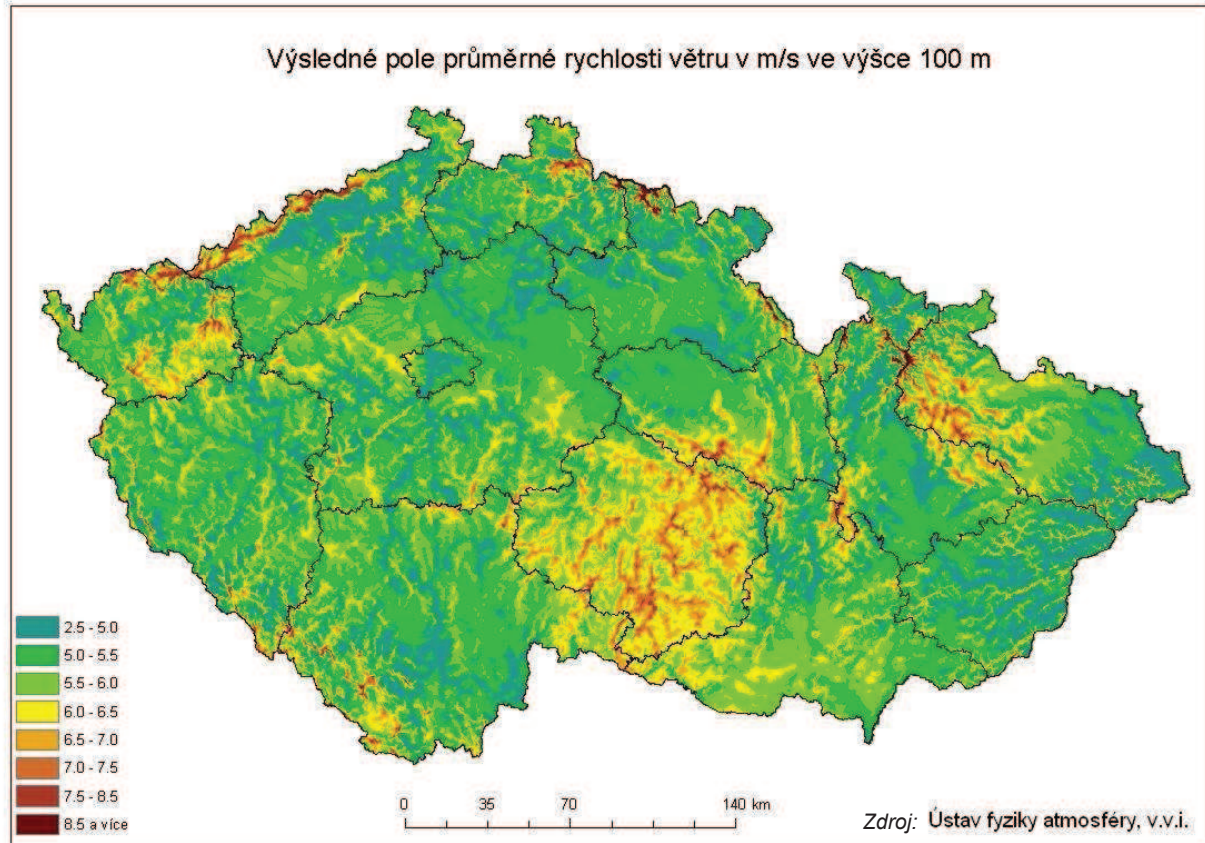 Výsledné pole průměrné rychlosti větru v m/s ve výšce 100 m
2.5 - 5.0
5.0 - 5.5
5.5 - 6.0
6.0 - 6.5
6.5 - 7.0
7.0 - 7.5
7.5 - 8.5
8.5 a více
0 35 70 140 km
Zdroj: Ústav fyziky atmosféry, v.v.i.